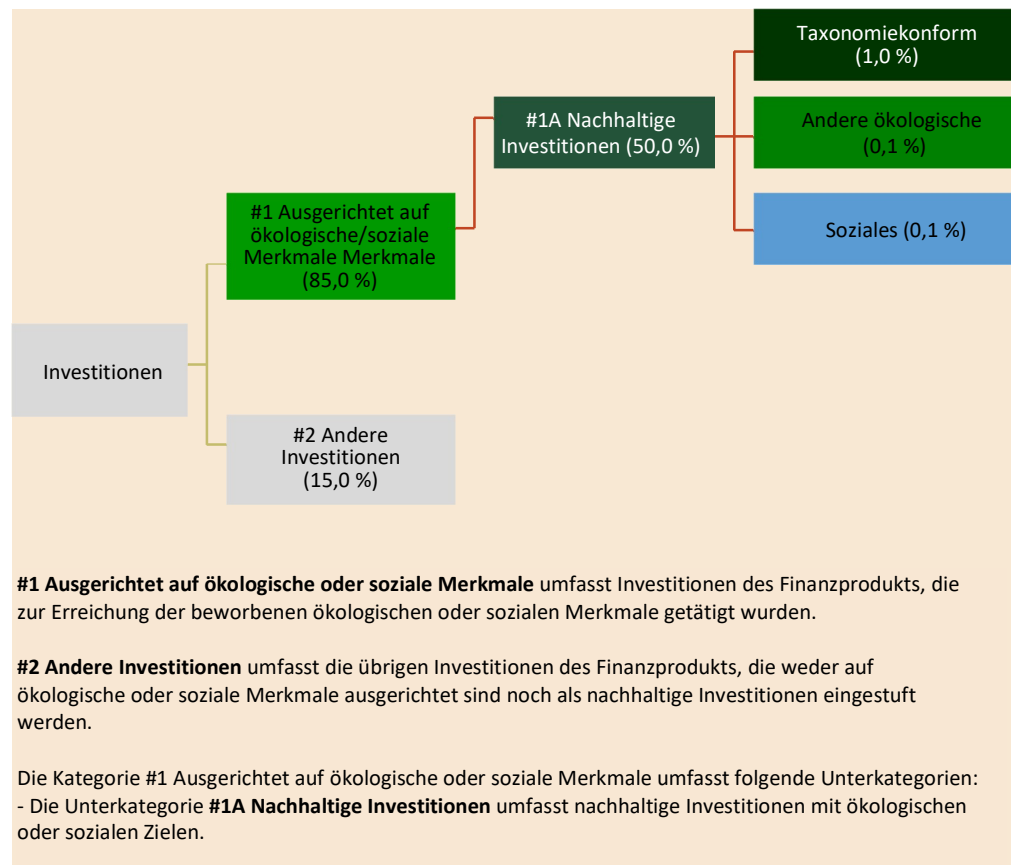 Taxonomiekonform
(1,0 %)
#1A Nachhaltige
Investitionen (50,0 %)
Andere ökologische
(0,1 %)
#1 Ausgerichtet auf
ökologische/soziale
Merkmale Merkmale
(85,0 %)
Soziales (0,1 %)
Investitionen
#2 Andere
Investitionen
(15,0 %)
#1 Ausgerichtet auf ökologische oder soziale Merkmale umfasst Investitionen des Finanzprodukts, die
zur Erreichung der beworbenen ökologischen oder sozialen Merkmale getätigt wurden.
#2 Andere Investitionen umfasst die übrigen Investitionen des Finanzprodukts, die weder auf
ökologische oder soziale Merkmale ausgerichtet sind noch als nachhaltige Investitionen eingestuft
werden.
Die Kategorie #1 Ausgerichtet auf ökologische oder soziale Merkmale umfasst folgende Unterkategorien:
- Die Unterkategorie #1A Nachhaltige Investitionen umfasst nachhaltige Investitionen mit ökologischen
oder sozialen Zielen.